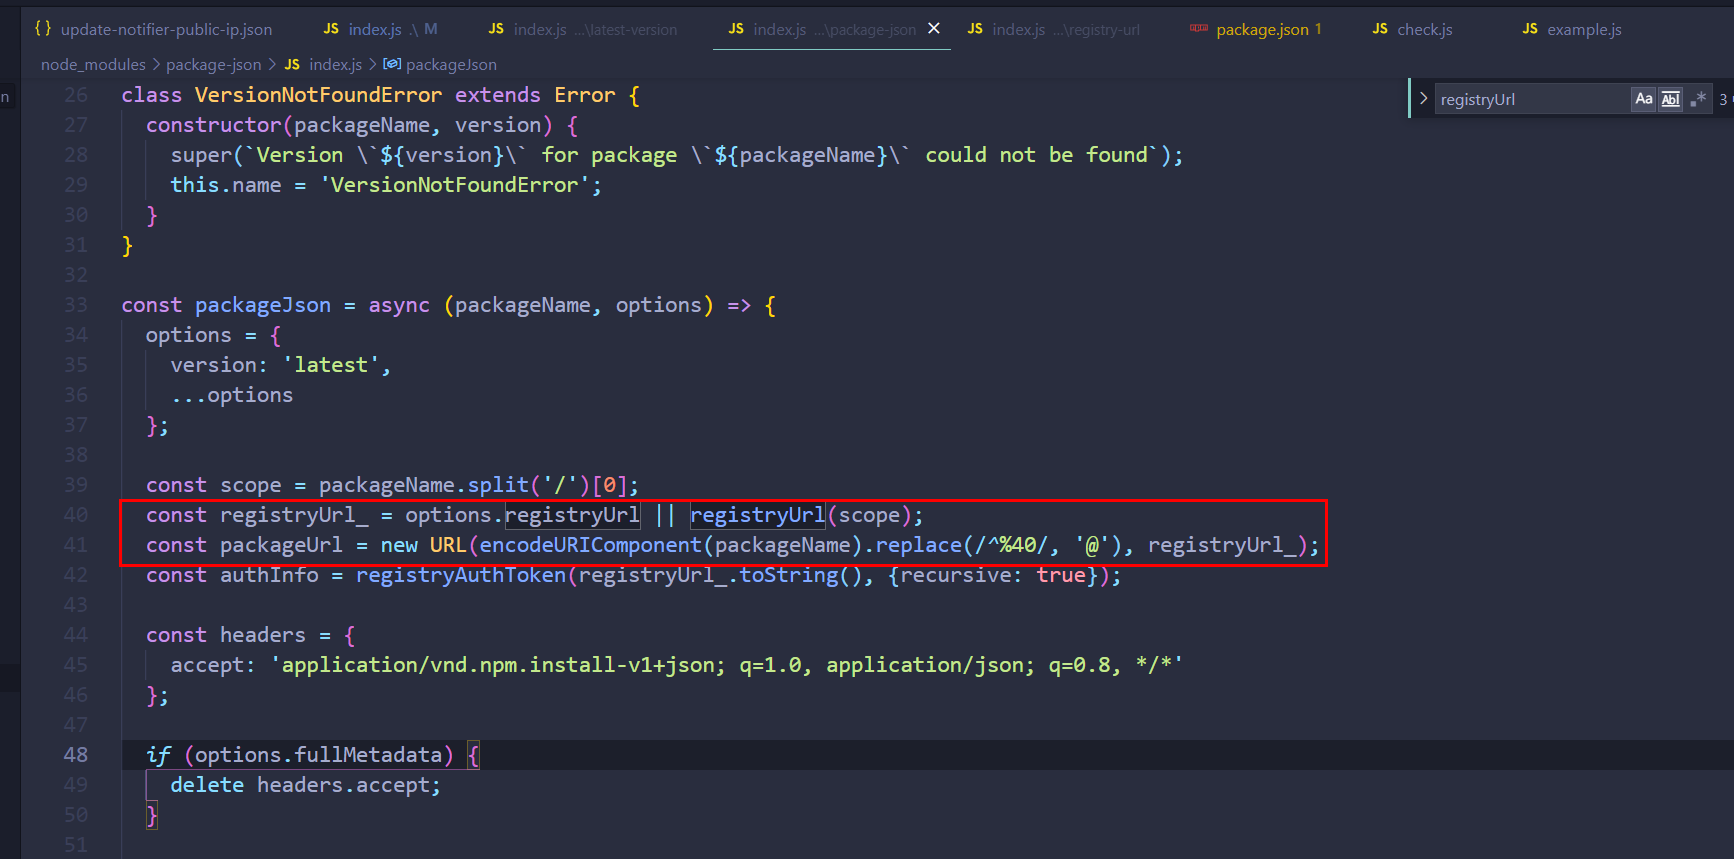 {} update-notifier-public-ip.json JS index.js .\ M JS index.js ...\latest-version JS index.js ...\package-json × JS index.js ...\registry-url package.json 1 JS check.js JS example.js
node_modules > package-json > JS index.js > packageJson
n
> registryUrl Aa Abl .* 3
26 class VersionNotFoundError extends Error {
27 constructor(packageName, version) {
28 super(`Version \`${version}\` for package \`${packageName}\` could not be found`);
29 this.name = 'VersionNotFoundError';
30 }
31 }
32
33 const packageJson = async (packageName, options) => {
34 options = {
35 version: 'latest',
36 ...options
37 };
38
39 const scope = packageName.split('/')[0];
40 const registryUrl_ = options.registryUrl || registryUrl(scope);
41 const packageUrl = new URL(encodeURIComponent(packageName).replace(/^%40/, '@'), registryUrl_);
42 const authInfo = registryAuthToken(registryUrl_.toString(), {recursive: true});
43
44 const headers = {
45 accept: 'application/vnd.npm.install-v1+json; q=1.0, application/json; q=0.8, */*'
46 };
47
48 if (options.fullMetadata) {
49 delete headers.accept;
50 }
51